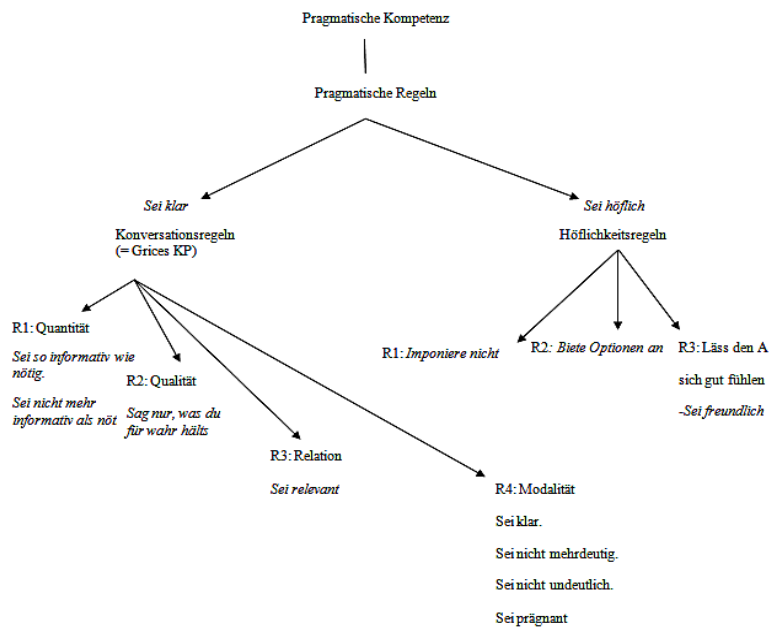 Pragmatische Kompetenz
Pragmatische Regeln
Sei klar
Konversationsregeln
(= Grices KP)
Sei höflich
Höflichkeitsregeln
R1: Quantität
Sei so informativ wie
nötig.
Sei nicht mehr
informativ als nöt
R2: Qualität
Sag nur, was du
für wahr hälts
R3: Relation
Sei relevant
R4: Modalität
Sei klar.
Sei nicht mehrdeutig.
Sei nicht undeutlich.
Sei prägnant
R1: Imponiere nicht
R2: Biete Optionen an
R3: Läss den A
sich gut fühlen
-Sei freundlich